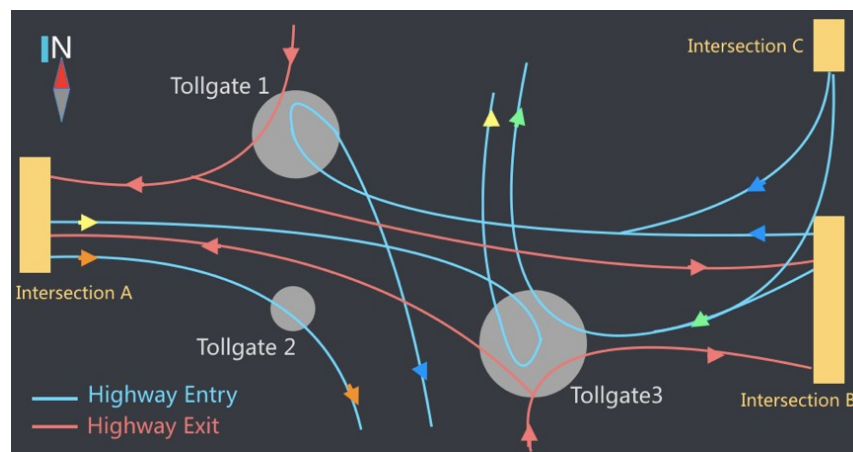 N
Intersection C
Tollgate 1
Intersection A
Tollgate 2
Highway Entry
Tollgate3
Intersection B
Highway Exit